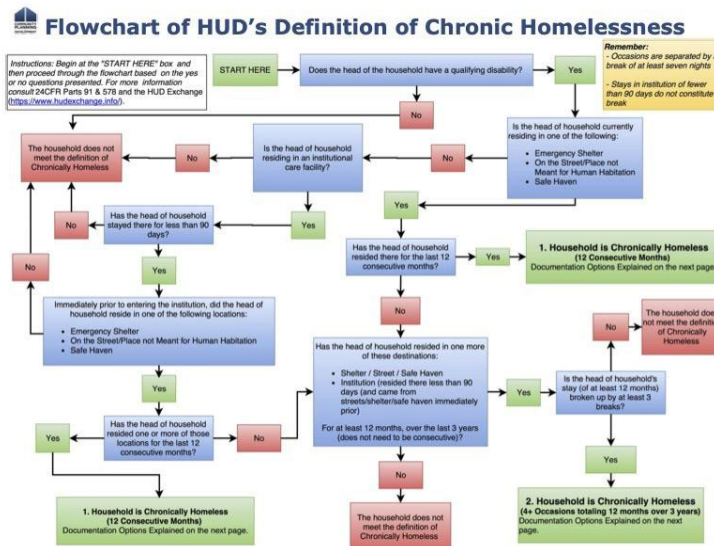 COMMUNITY
PLANNING
DEVELOPMENT
Flowchart of HUD's Definition of Chronic Homelessness
Instructions: Begin at the "START HERE" box and
then proceed through the flowchart based on the yes
or no questions presented. For more information
consult 24CFR Parts 91 & 578 and the HUD Exchange
(https://www.hudexchange.info/).
START HERE
Does the head of the household have a qualifying disability?
Yes
Remember:
- Occasions are separated by a
break of at least seven nights
- Stays in institution of fewer
than 90 days do not constitute
break
No
The household does not
meet the definition of
Chronically Homeless
No
Is the head of household
residing in an institutional
care facility?
No
Is the head of household currently
residing in one of the following:
• Emergency Shelter
• On the Street/Place not
Meant for Human Habitation
• Safe Haven
Yes
Has the head of household
stayed there for less than 90
days?
No
Yes
No
Yes
Has the head of household
resided there for the last 12
consecutive months?
Yes
1. Household is Chronically Homeless
(12 Consecutive Months)
Documentation Options Explained on the next page
No
Immediately prior to entering the institution, did the head of
household reside in one of the following locations:
• Emergency Shelter
• On the Street/Place not Meant for Human Habitation
• Safe Haven
Yes
Has the head of household resided in one more
of these destinations:
• Shelter / Street / Safe Haven
• Institution (resided there less than 90
days (and came from
streets/shelter/safe haven immediately
prior)
For at least 12 months, over the last 3 years
(does not need to be consecutive)?
Yes
No
The household does
not meet the definition
of Chronically
Homeless
Is the head of household's
stay (of at least 12 months)
broken up by at least 3
breaks?
Yes
Yes
Has the head of household
resided one or more of those
locations for the last 12
consecutive months?
No
No
1. Household is Chronically Homeless
(12 Consecutive Months)
Documentation Options Explained on the next page.
The household does not
meet the definition of
Chronically Homeless
2. Household is Chronically Homeless
(4+ Occasions totaling 12 months over 3 years)
Documentation Options Explained on the next
page.